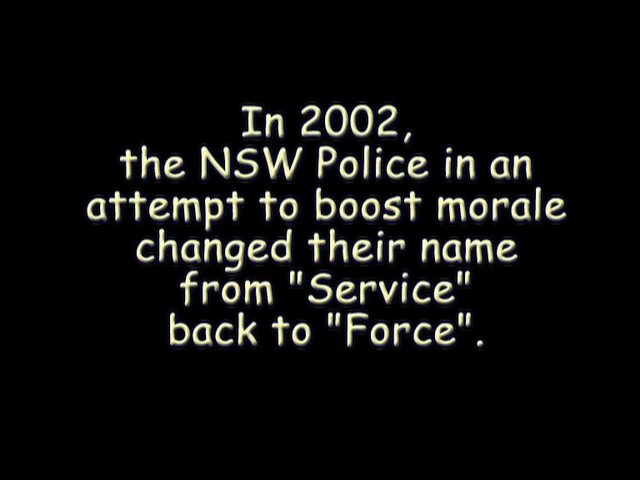 In 2002,
the NSW Police in an
attempt to boost morale
changed their name
from "Service"
back to "Force".